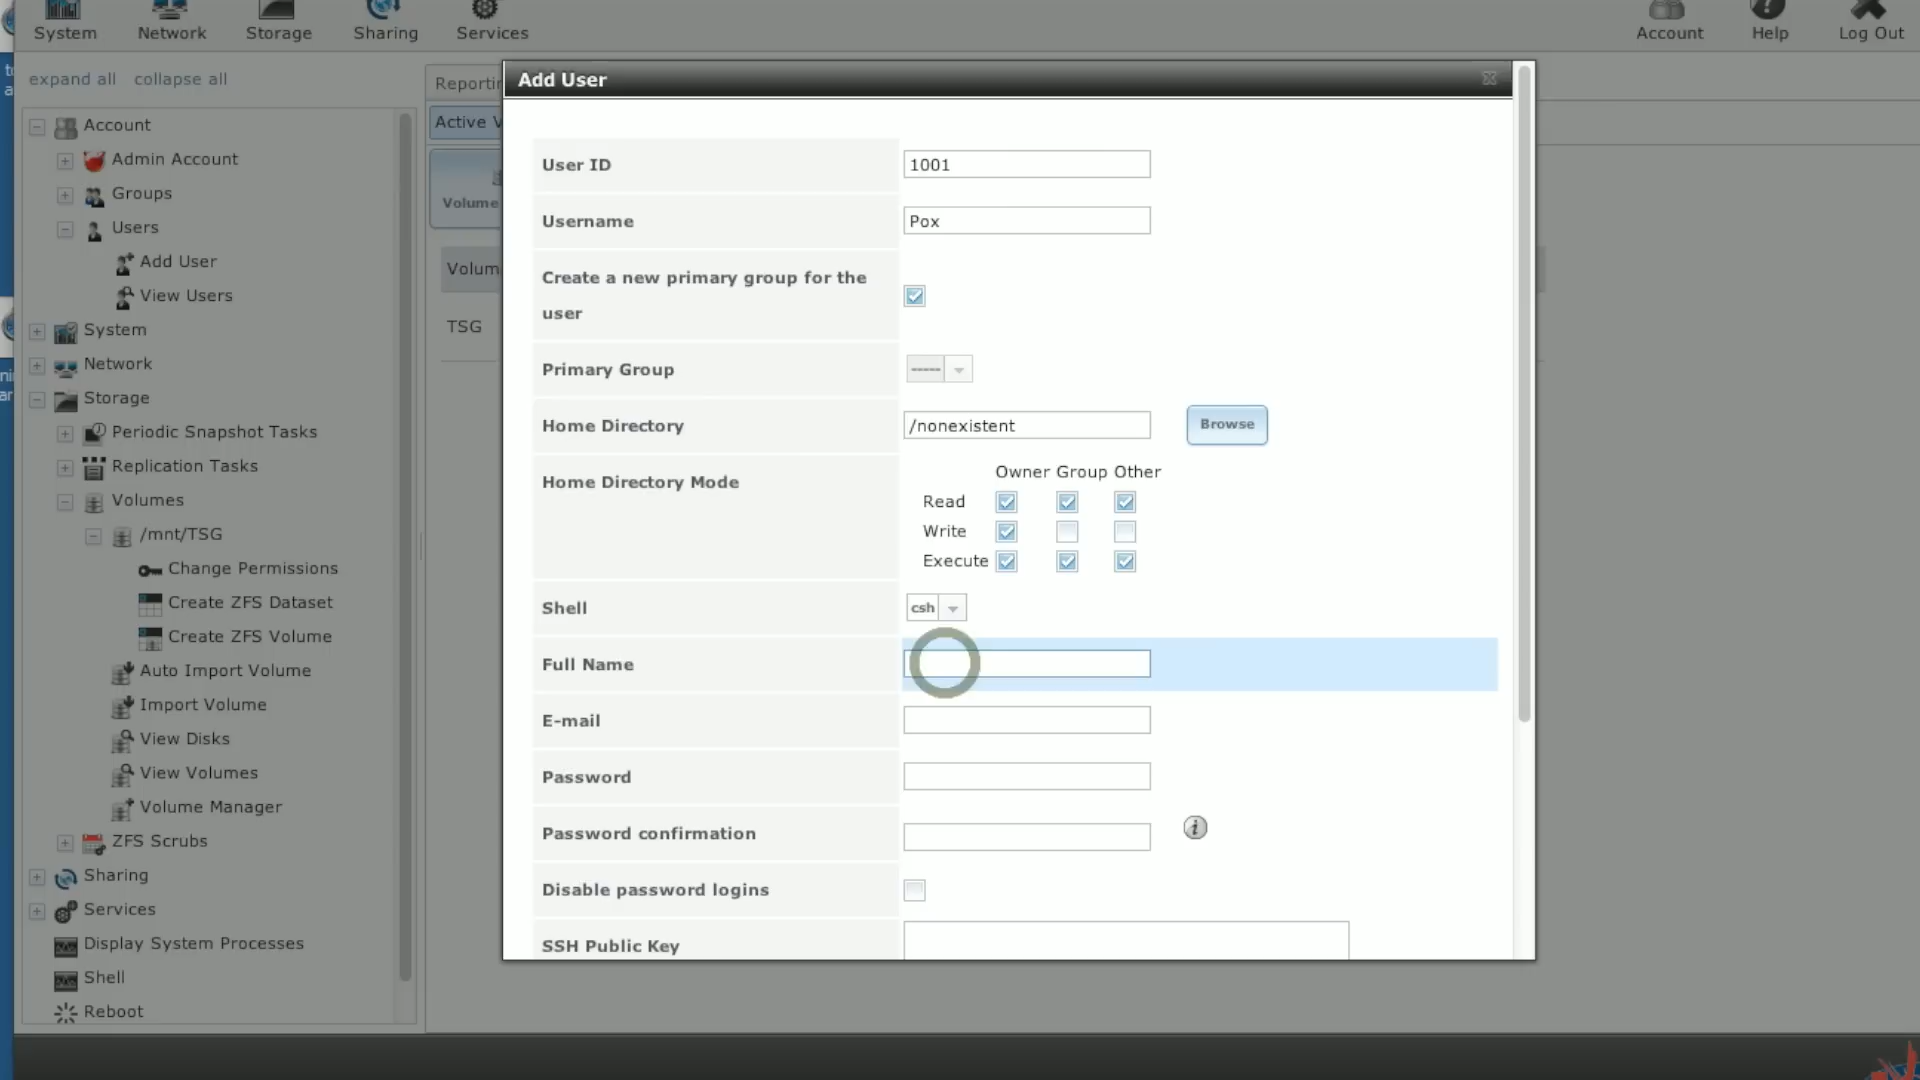 System
Network
Storage
Sharing
Services
Account
Help
Log Out
expand all
collapse all
Account
Admin Account
Groups
Users
Add User
View Users
System
Network
Storage
Periodic Snapshot Tasks
Replication Tasks
Volumes
/mnt/TSG
Change Permissions
Create ZFS Dataset
Create ZFS Volume
Auto Import Volume
Import Volume
View Disks
View Volumes
Volume Manager
ZFS Scrubs
Sharing
Services
Display System Processes
Shell
Reboot
Reportin
Active V
Volume
Volum
TSG
Add User
User ID
1001
Username
Pox
Create a new primary group for the
user
Primary Group
-----
Home Directory
/nonexistent
Browse
Home Directory Mode
Owner Group Other
Read
Write
Execute
Shell
csh
Full Name
E-mail
Password
Password confirmation
i
Disable password logins
SSH Public Key